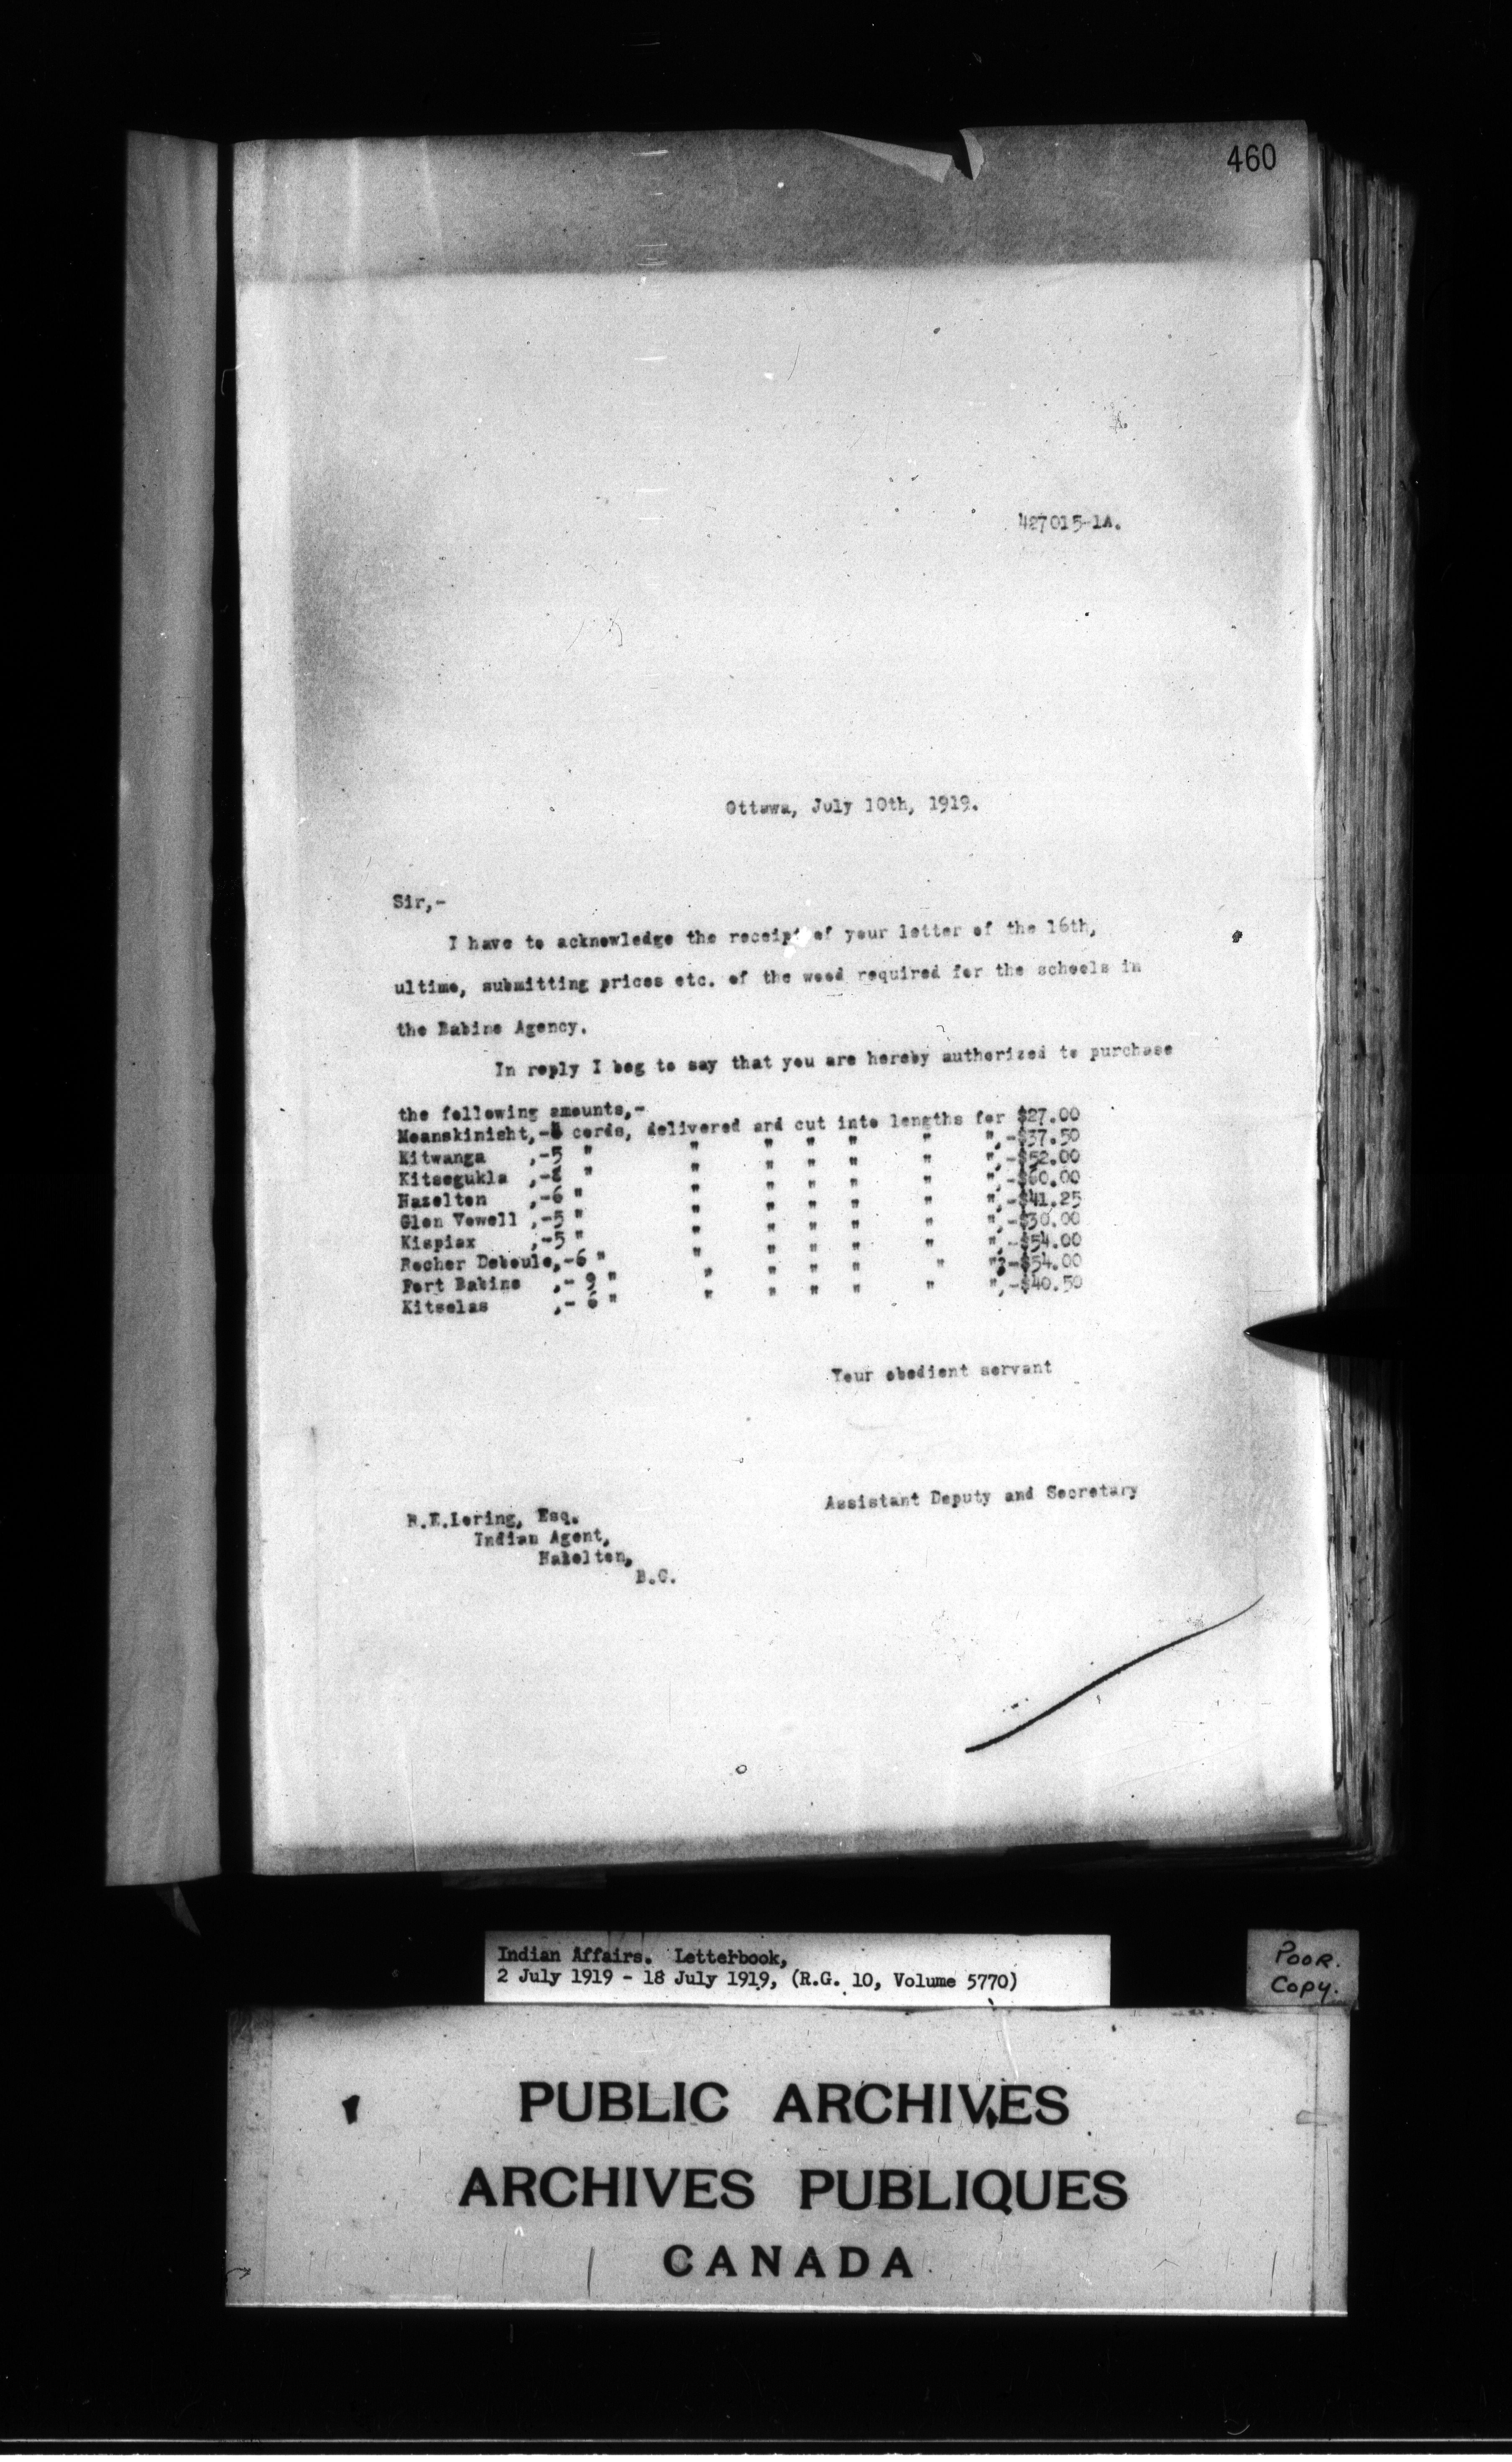 460
427015-1A.
Ottawa, July 10th, 1919.
Sir,-
I have to acknowledge the receipt of your letter of the 16th,
ultimo, submitting prices etc. of the wood required for the schools in
the Babine Agency.
In reply I beg to say that you are hereby authorized to purchase
the following amounts,-
Meanskinisht,- cords, delivered and cut into lengths for $27.00
Kitwanga ,-5 " " " " " " ",-$37.50
Kitsegukla ,-8 " " " " " " ",-$52.00
Hazelton ,-6 " " " " " " ",-$60.00
Glen Vowell ,-5 " " " " " " ",-$41.25
Kispiax ,-5 " " " " " " ",-$30.00
Rocher Deboule,-6 " " " " " " ",-$54.00
Fort Babine ,- 9 " " " " " " ",-$54.00
Kitselas ,- 6 " " " " " " ",-$40.50
Your obedient servant
Assistant Deputy and Secretary
R.E.Loring, Esq.
Indian Agent,
Hazelton,
B.C.
Indian Affairs. Letterbook,
2 July 1919 - 18 July 1919, (R.G. 10, Volume 5770)
POOR.
COPY.
PUBLIC ARCHIVES
ARCHIVES PUBLIQUES
CANADA